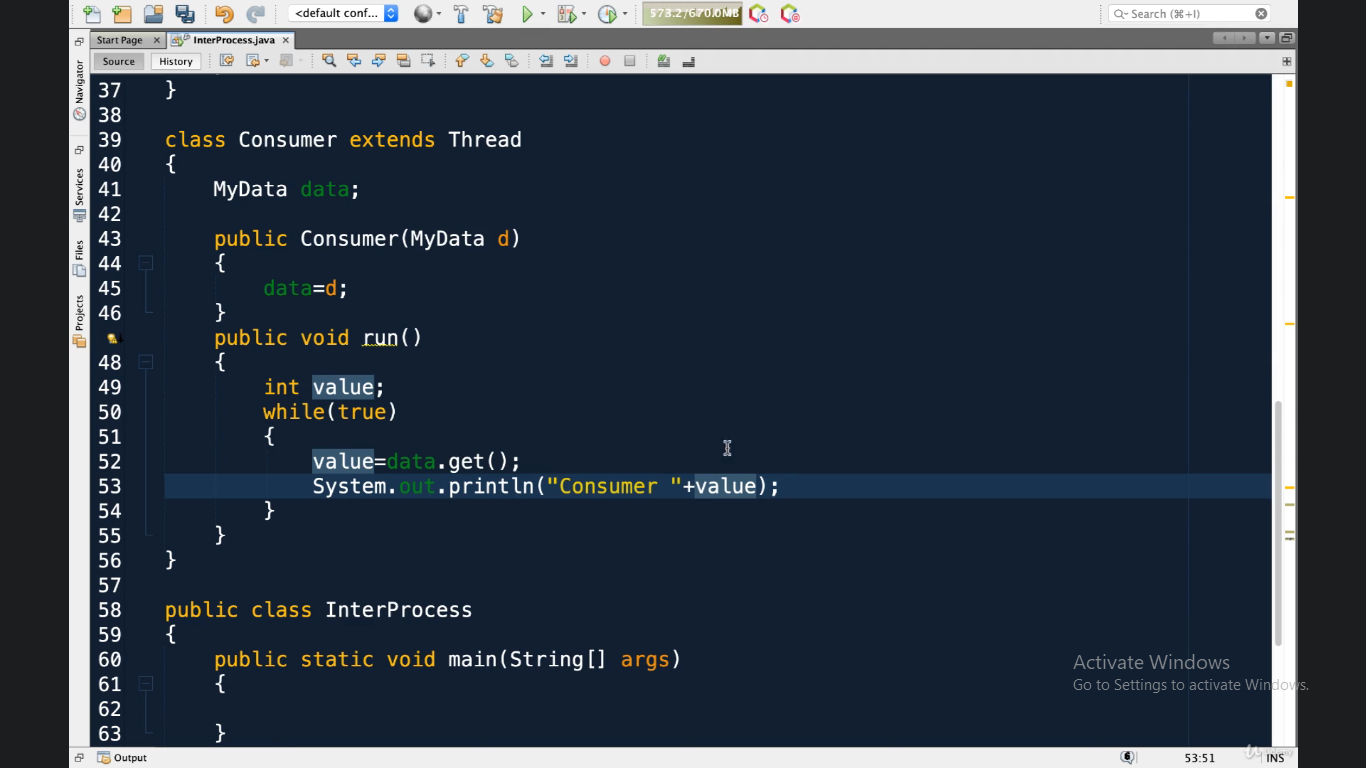 <default conf...
573.2/670.0MB
Search (⌘+I)
Start Page
InterProcess.java
Source
History
Navigator
Services
Files
Projects
37 }
38
39 class Consumer extends Thread
40 {
41 MyData data;
42
43 public Consumer(MyData d)
44 {
45 data=d;
46 }
public void run()
48 {
49 int value;
50 while(true)
51 {
52 value=data.get();
53 System.out.println("Consumer "+value);
54 }
55 }
56 }
57
58 public class InterProcess
59 {
60 public static void main(String[] args)
61 {
62
63 }
Activate Windows
Go to Settings to activate Windows.
Output
6
53:51
INS